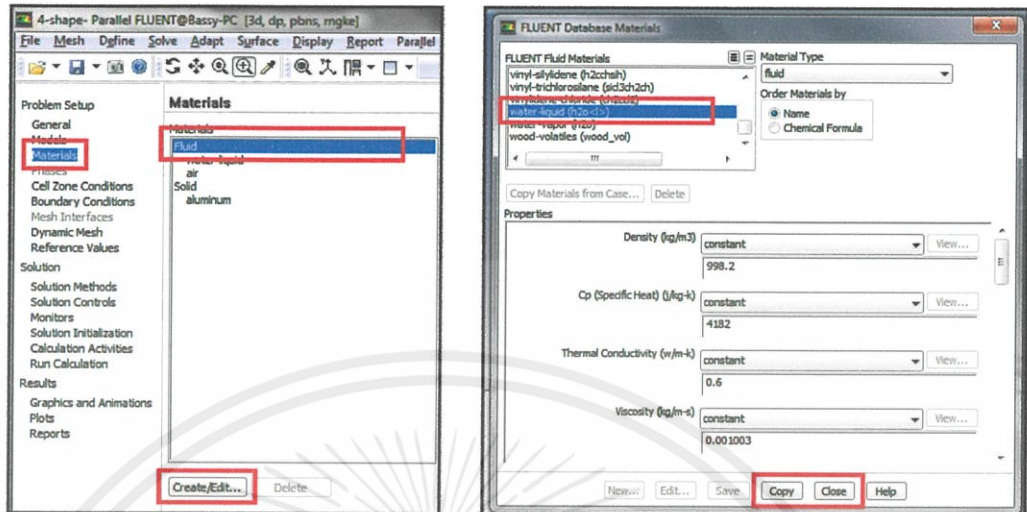 4-shape- Parallel FLUENT@Bassy-PC [3d, dp, pbns, rngke]
File Mesh Define Solve Adapt Surface Display Report Parallel
Problem Setup
General
Models
Materials
Phases
Cell Zone Conditions
Boundary Conditions
Mesh Interfaces
Dynamic Mesh
Reference Values
Solution
Solution Methods
Solution Controls
Monitors
Solution Initialization
Calculation Activities
Run Calculation
Results
Graphics and Animations
Plots
Reports
Materials
Materials
Fluid
water-liquid
air
Solid
aluminum
Create/Edit... Delete
FLUENT Database Materials
FLUENT Fluid Materials
vinyl-silylidene (h2cchsih)
vinyl-trichlorosilane (sicl3ch2ch)
vinylidene-chloride (ch2ccl2)
water-liquid (h2o<l>)
water-vapor (h2o)
wood-volatiles (wood_vol)
Material Type
fluid
Order Materials by
Name
Chemical Formula
Copy Materials from Case... Delete
Properties
Density (kg/m3) constant View...
998.2
Cp (Specific Heat) (j/kg-k) constant View...
4182
Thermal Conductivity (w/m-k) constant View...
0.6
Viscosity (kg/m-s) constant View...
0.001003
New... Edit... Save Copy Close Help